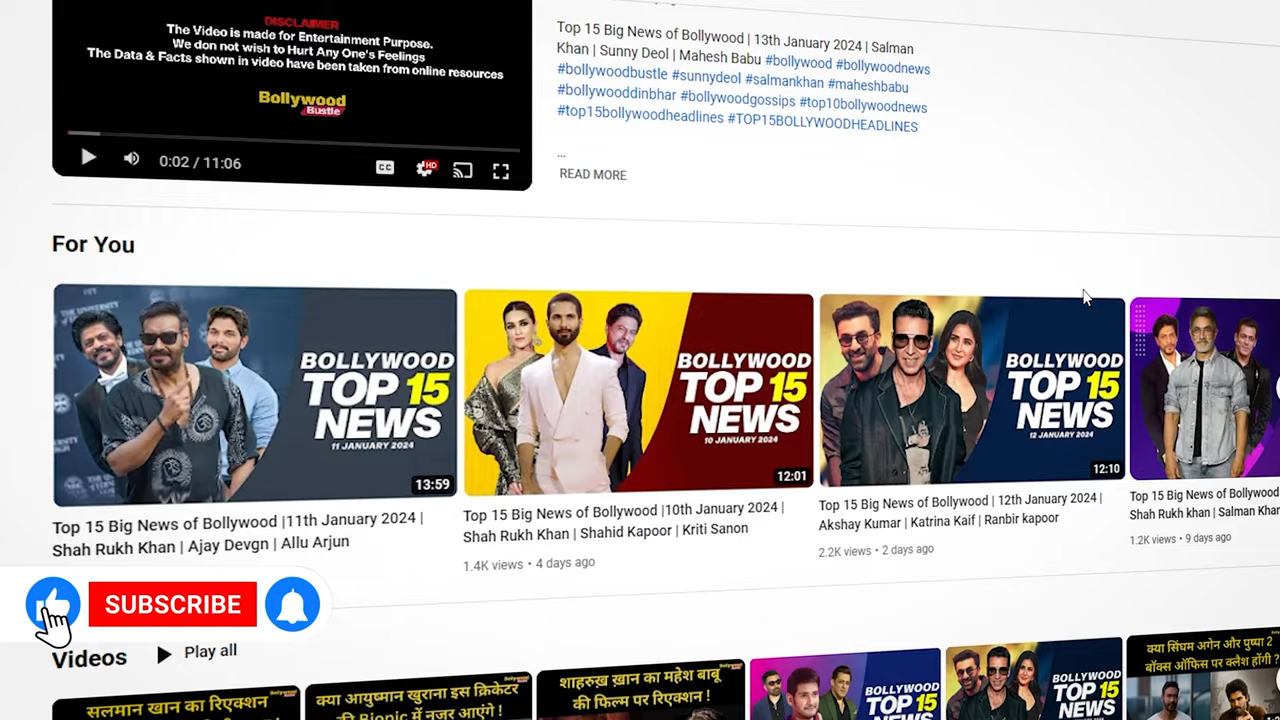 DISCLAIMER
The Video is made for Entertainment Purpose.
We don not wish to Hurt Any One's Feelings
The Data & Facts shown in video have been taken from online resources
Bollywood
Bustle
0:02 / 11:06
CC
HD
Top 15 Big News of Bollywood | 13th January 2024 | Salman
Khan | Sunny Deol | Mahesh Babu #bollywood #bollywoodnews
#bollywoodbustle #sunnydeol #salmankhan #maheshbabu
#bollywooddinbhar #bollywoodgossips #top10bollywoodnews
#top15bollywoodheadlines #TOP15BOLLYWOODHEADLINES
...
READ MORE
For You
BOLLYWOOD
TOP 15
NEWS
11 JANUARY 2024
13:59
Top 15 Big News of Bollywood |11th January 2024 |
Shah Rukh Khan | Ajay Devgn | Allu Arjun
BOLLYWOOD
TOP 15
NEWS
10 JANUARY 2024
12:01
Top 15 Big News of Bollywood |10th January 2024 |
Shah Rukh Khan | Shahid Kapoor | Kriti Sanon
1.4K views • 4 days ago
BOLLYWOOD
TOP 15
NEWS
12 JANUARY 2024
12:10
Top 15 Big News of Bollywood |12th January 2024 |
Akshay Kumar | Katrina Kaif | Ranbir kapoor
2.2K views • 2 days ago
Top 15 Big News of Bollywood
Shah Rukh khan | Salman Khan
1.2K views • 9 days ago
SUBSCRIBE
Videos
Play all
सलमान खान का रिएक्शन
क्या आयुष्मान खुराना इस क्रिकेटर
की Biopic में नजर आएंगे !
शाहरुख़ ख़ान का महेश बाबू
की फिल्म पर रिएक्शन !
BOLLYWOOD
TOP 15
NEWS
BOLLYWOOD
TOP 15
NEWS
क्या सिंघम अगेन और पुष्पा 2
बॉक्स ऑफिस पर क्लैश होंगी ?